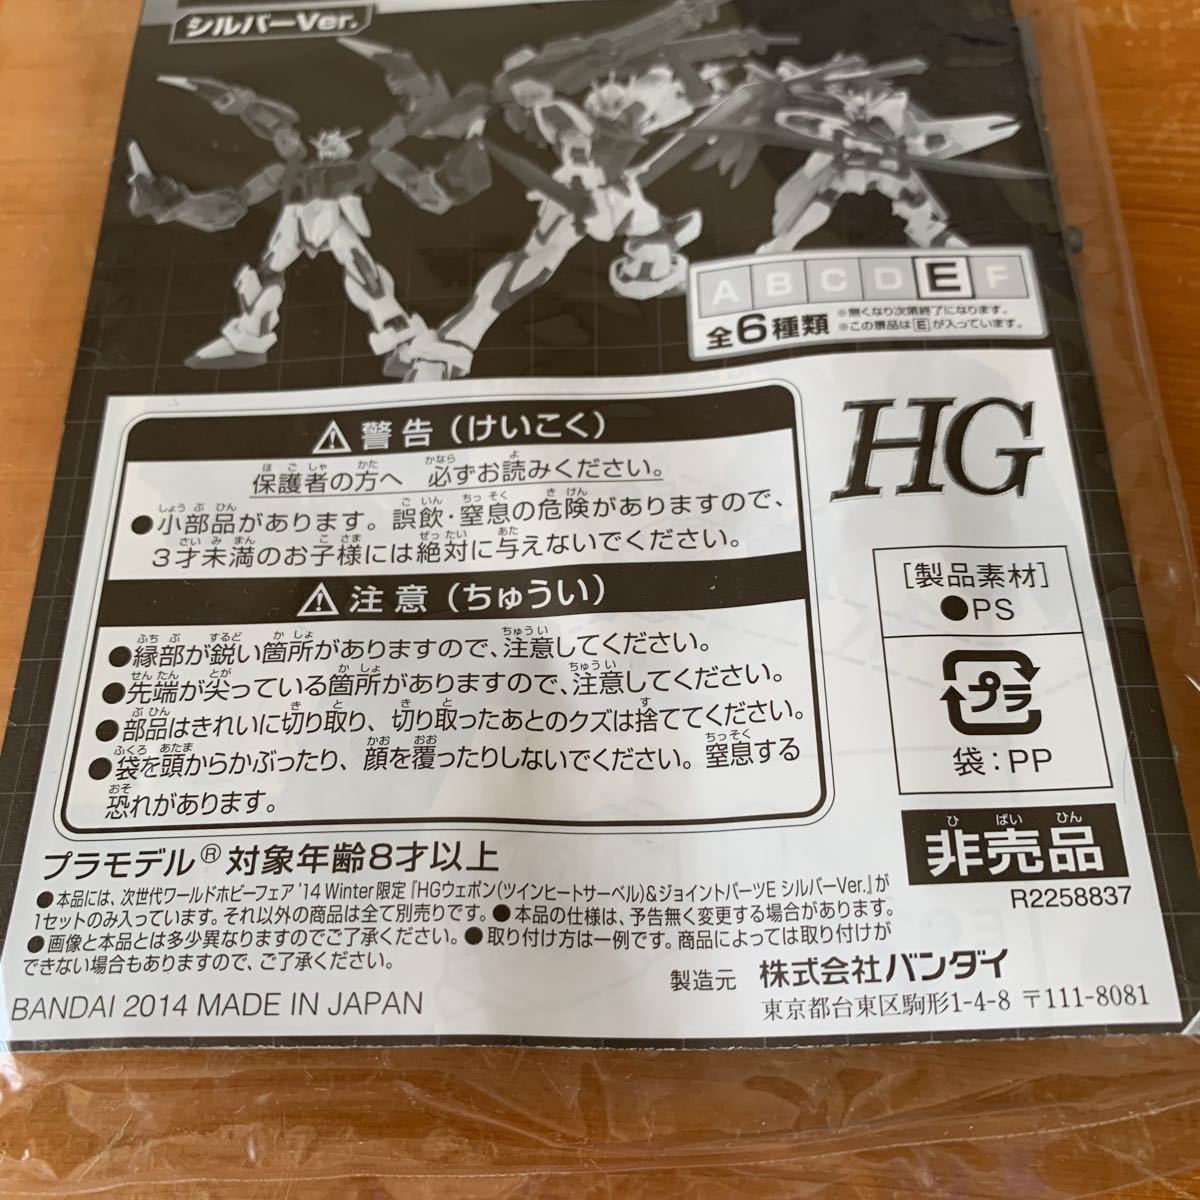 シルバーVer.
A B C D E F
全6種類
※無くなり次第終了になります。
※この景品はEが入っています。
HG
⚠警告(けいこく)
保護者の方へ 必ずお読みください。
●小部品があります。誤飲・窒息の危険がありますので、
3才未満のお子様には絶対に与えないでください。
⚠注意(ちゅうい)
●縁部が鋭い箇所がありますので、注意してください。
●先端が尖っている箇所がありますので、注意してください。
●部品はきれいに切り取り、切り取ったあとのクズは捨ててください。
●袋を頭からかぶったり、顔を覆ったりしないでください。窒息する
恐れがあります。
[製品素材]
●PS
プラ
袋:PP
非売品
ひ ばい ひん
R2258837
プラモデル® 対象年齢8才以上
●本品には、次世代ワールドホビーフェア '14 Winter限定『HGウェポン(ツインヒートサーベル)&ジョイントパーツE シルバーVer.』が
1セットのみ入っています。それ以外の商品は全て別売りです。●本品の仕様は、予告無く変更する場合があります。
●画像と本品とは多少異なりますのでご了承ください。●取り付け方は一例です。商品によっては取り付けが
できない場合もありますので、ご了承ください。
製造元 株式会社バンダイ
東京都台東区駒形1-4-8 〒111-8081
BANDAI 2014 MADE IN JAPAN